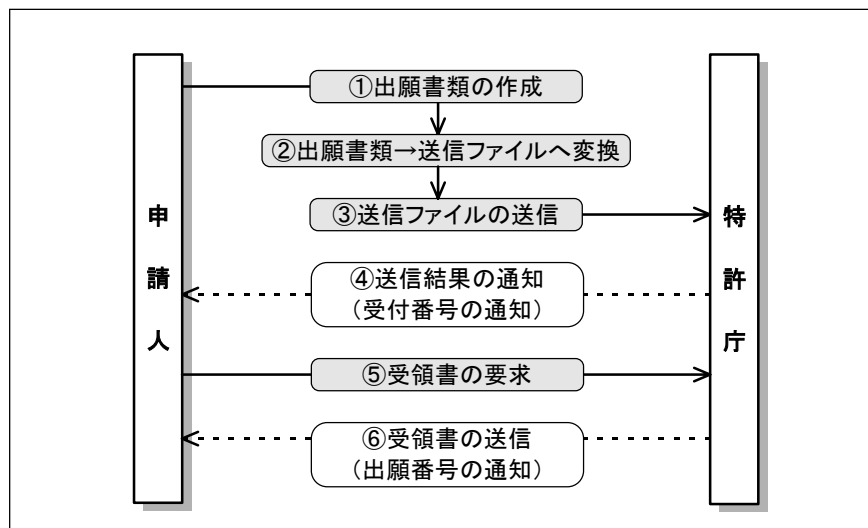 申請人
①出願書類の作成
②出願書類→送信ファイルへ変換
③送信ファイルの送信
④送信結果の通知
（受付番号の通知）
⑤受領書の要求
⑥受領書の送信
（出願番号の通知）
特許庁